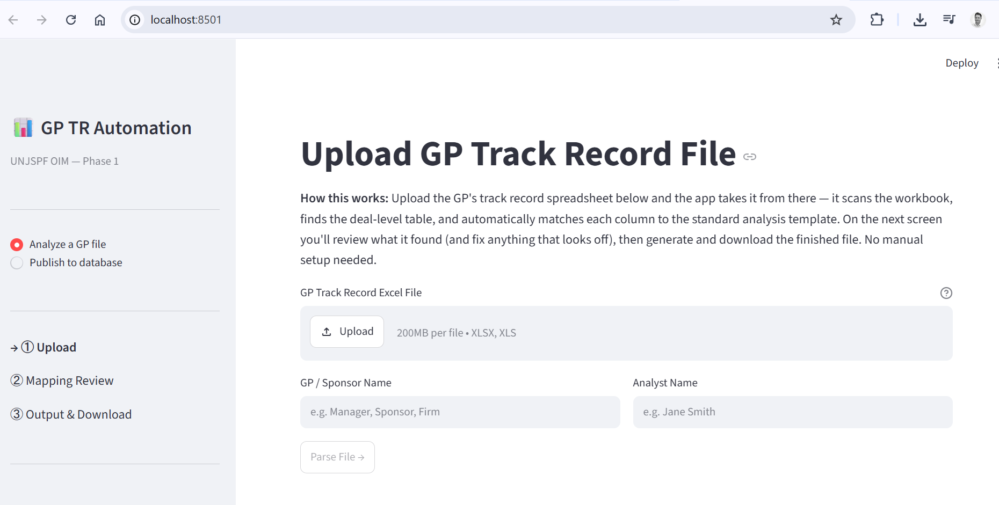 localhost:8501
Deploy
GP TR Automation
UNJSPF OIM — Phase 1
Analyze a GP file
Publish to database
→ ① Upload
② Mapping Review
③ Output & Download
Upload GP Track Record File
How this works: Upload the GP's track record spreadsheet below and the app takes it from there — it scans the workbook,
finds the deal-level table, and automatically matches each column to the standard analysis template. On the next screen
you'll review what it found (and fix anything that looks off), then generate and download the finished file. No manual
setup needed.
GP Track Record Excel File
Upload
200MB per file • XLSX, XLS
GP / Sponsor Name
Analyst Name
e.g. Manager, Sponsor, Firm
e.g. Jane Smith
Parse File →